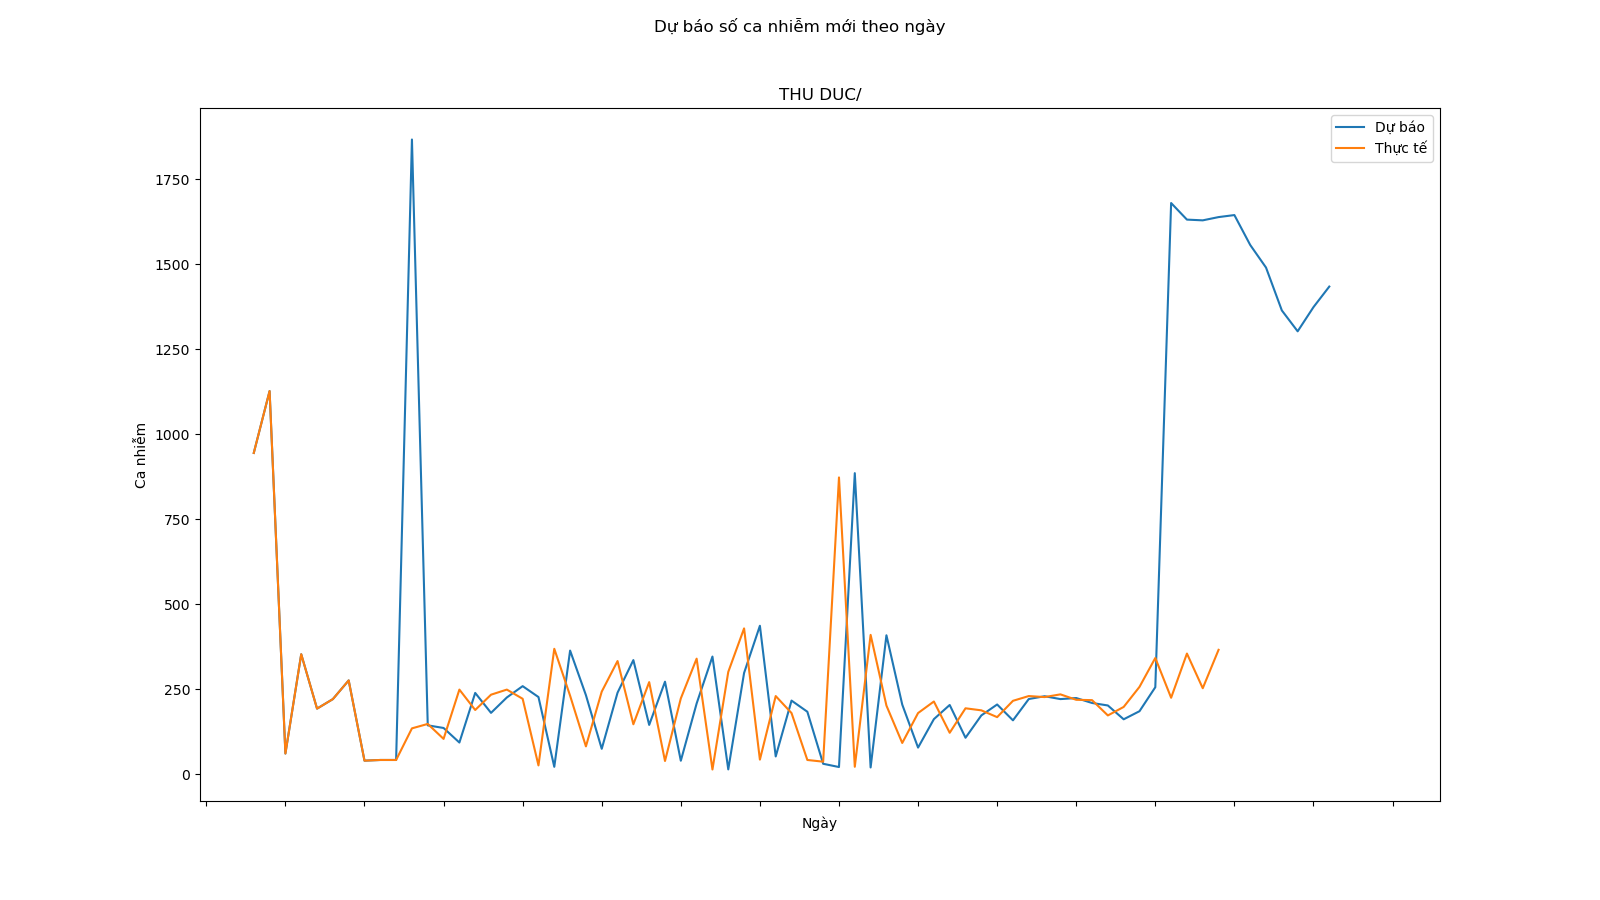 Dự báo số ca nhiễm mới theo ngày
THU DUC/
Dự báo
Thực tế
1750
1500
1250
1000
750
500
250
0
Ca nhiễm
Ngày